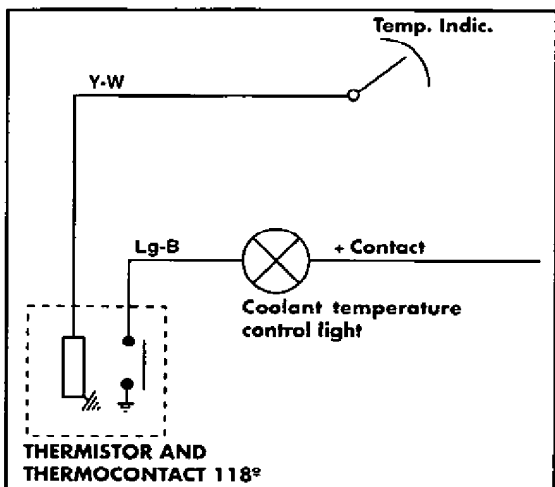 Temp. Indic.
Y-W
Lg-B
+ Contact
Coolant temperature
control light
THERMISTOR AND
THERMOCONTACT 118º